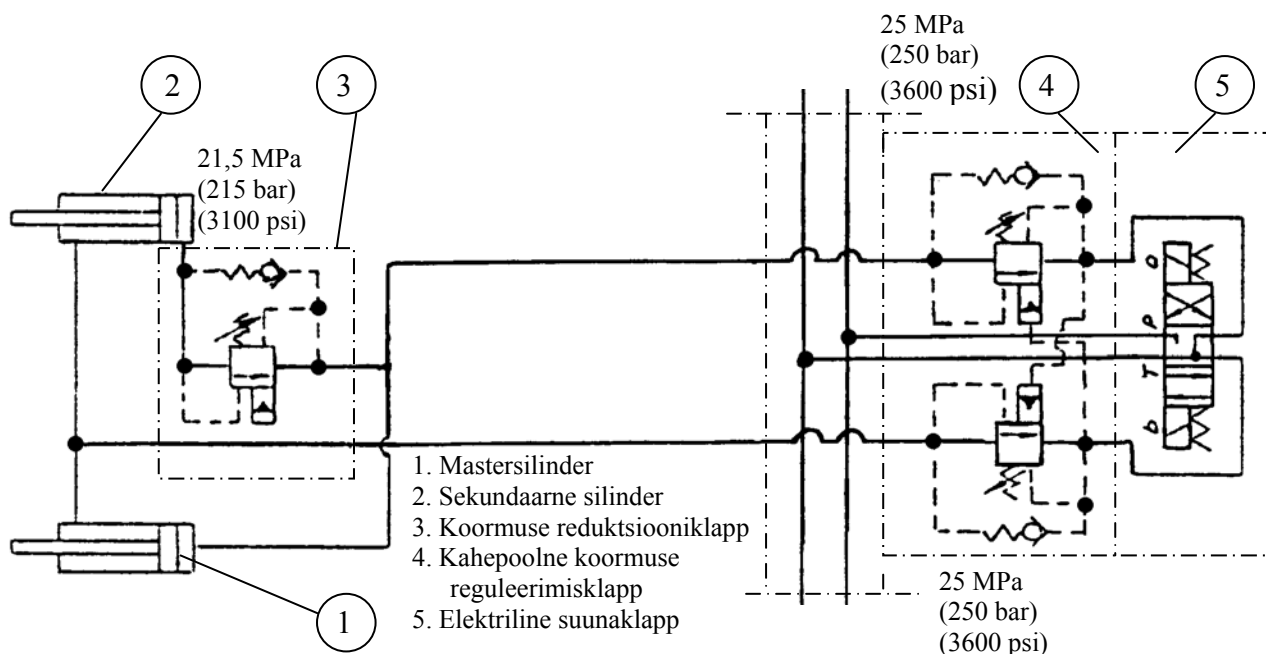 25 MPa
(250 bar)
(3600 psi)
2
3
4
5
21,5 MPa
(215 bar)
(3100 psi)
a
P
T
b
1. Mastersilinder
2. Sekundaarne silinder
3. Koormuse reduktsiooniklapp
4. Kahepoolne koormuse
reguleerimisklapp
5. Elektriline suunaklapp
1
25 MPa
(250 bar)
(3600 psi)